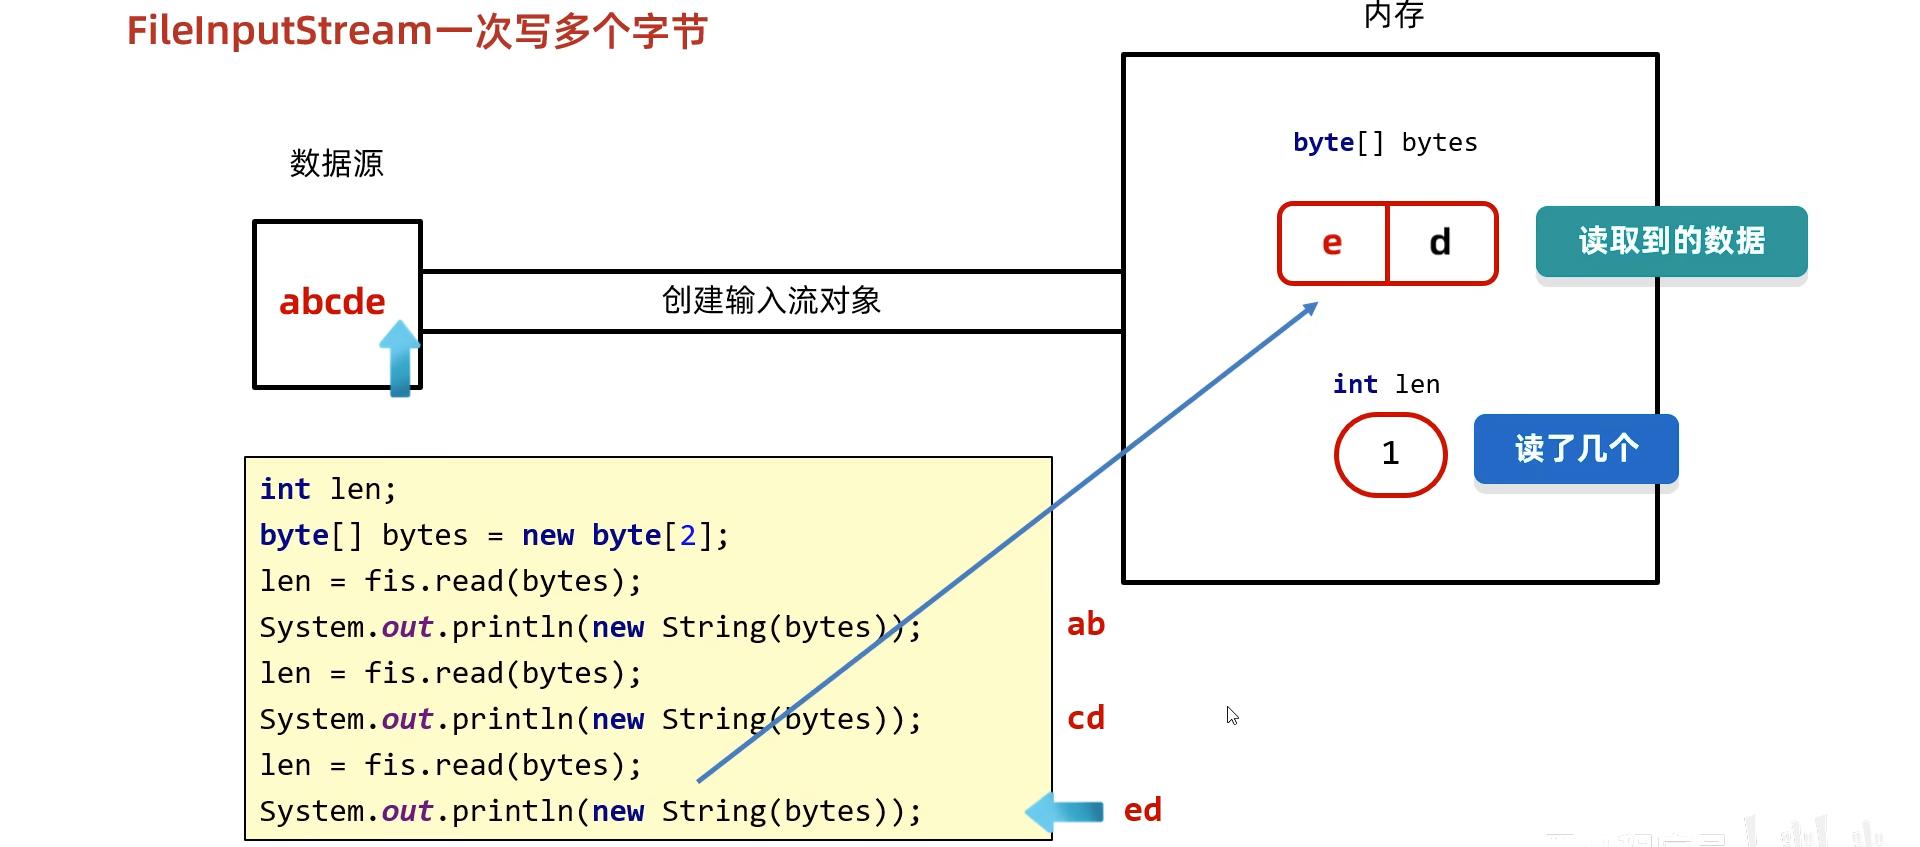 FileInputStream一次写多个字节
内存
数据源
byte[] bytes
e d
读取到的数据
abcde
创建输入流对象
int len
1
读了几个
int len;
byte[] bytes = new byte[2];
len = fis.read(bytes);
System.out.println(new String(bytes));
ab
len = fis.read(bytes);
System.out.println(new String(bytes));
cd
len = fis.read(bytes);
System.out.println(new String(bytes));
ed